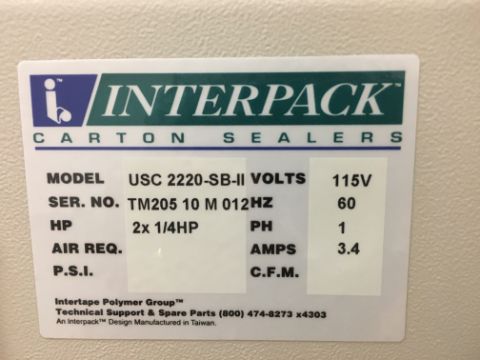 INTERPACK™
CARTON SEALERS
MODEL USC 2220-SB-II VOLTS 115V
SER. NO. TM205 10 M 012 HZ 60
HP 2x 1/4HP PH 1
AIR REQ. AMPS 3.4
P.S.I. C.F.M.
Intertape Polymer Group™
Technical Support & Spare Parts (800) 474-8273 x4303
An Interpack™ Design Manufactured in Taiwan.